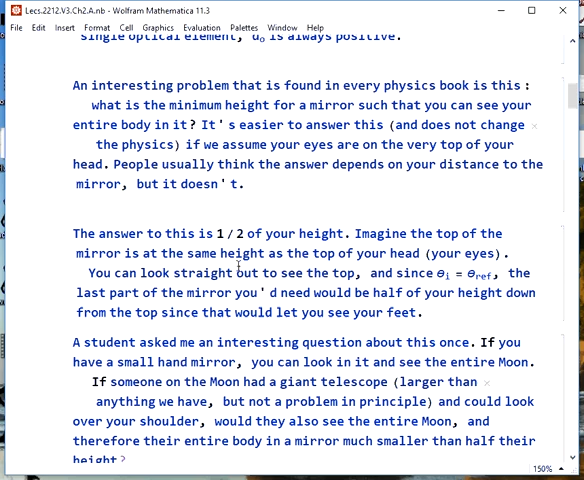 Lecs.2212.V3.Ch2.A.nb - Wolfram Mathematica 11.3
File Edit Insert Format Cell Graphics Evaluation Palettes Window Help
single optical element, do is always positive.
An interesting problem that is found in every physics book is this :
what is the minimum height for a mirror such that you can see your
entire body in it? It's easier to answer this (and does not change
the physics) if we assume your eyes are on the very top of your
head. People usually think the answer depends on your distance to the
mirror, but it doesn't.
The answer to this is 1/2 of your height. Imagine the top of the
mirror is at the same height as the top of your head (your eyes).
You can look straight out to see the top, and since θi = θref, the
last part of the mirror you'd need would be half of your height down
from the top since that would let you see your feet.
A student asked me an interesting question about this once. If you
have a small hand mirror, you can look in it and see the entire Moon.
If someone on the Moon had a giant telescope (larger than
anything we have, but not a problem in principle) and could look
over your shoulder, would they also see the entire Moon, and
therefore their entire body in a mirror much smaller than half their
height?
150%